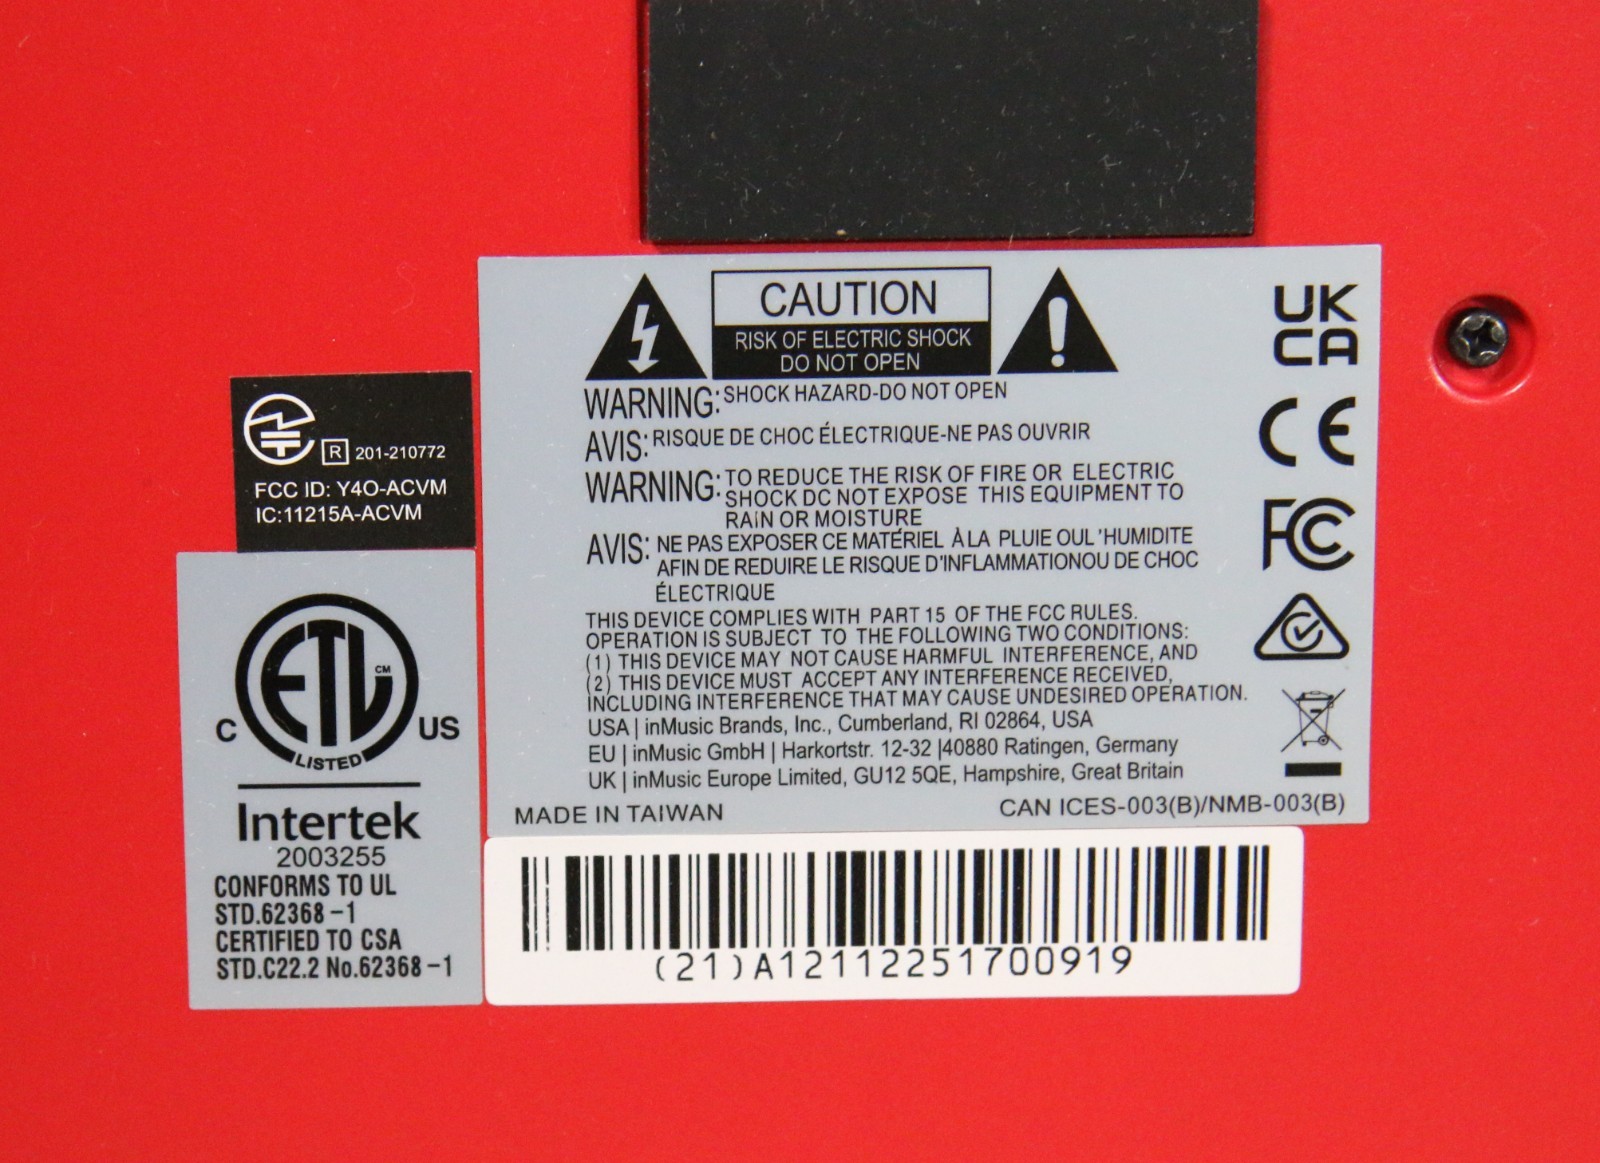 CAUTION
RISK OF ELECTRIC SHOCK
DO NOT OPEN
WARNING: SHOCK HAZARD-DO NOT OPEN
AVIS: RISQUE DE CHOC ÉLECTRIQUE-NE PAS OUVRIR
WARNING: TO REDUCE THE RISK OF FIRE OR ELECTRIC
SHOCK DC NOT EXPOSE THIS EQUIPMENT TO
RAIN OR MOISTURE
AVIS: NE PAS EXPOSER CE MATÉRIEL À LA PLUIE OUL 'HUMIDITE
AFIN DE REDUIRE LE RISQUE D'INFLAMMATIONOU DE CHOC
ÉLECTRIQUE
THIS DEVICE COMPLIES WITH PART 15 OF THE FCC RULES.
OPERATION IS SUBJECT TO THE FOLLOWING TWO CONDITIONS:
(1) THIS DEVICE MAY NOT CAUSE HARMFUL INTERFERENCE, AND
(2) THIS DEVICE MUST ACCEPT ANY INTERFERENCE RECEIVED,
INCLUDING INTERFERENCE THAT MAY CAUSE UNDESIRED OPERATION.
USA | inMusic Brands, Inc., Cumberland, RI 02864, USA
EU | inMusic GmbH | Harkortstr. 12-32 |40880 Ratingen, Germany
UK | inMusic Europe Limited, GU12 5QE, Hampshire, Great Britain
MADE IN TAIWAN
CAN ICES-003(B)/NMB-003(B)
UK
CA
CE
FC
R 201-210772
FCC ID: Y4O-ACVM
IC:11215A-ACVM
ETL CM
C US
LISTED
Intertek
2003255
CONFORMS TO UL
STD.62368-1
CERTIFIED TO CSA
STD.C22.2 No.62368-1
(21)A12112251700919